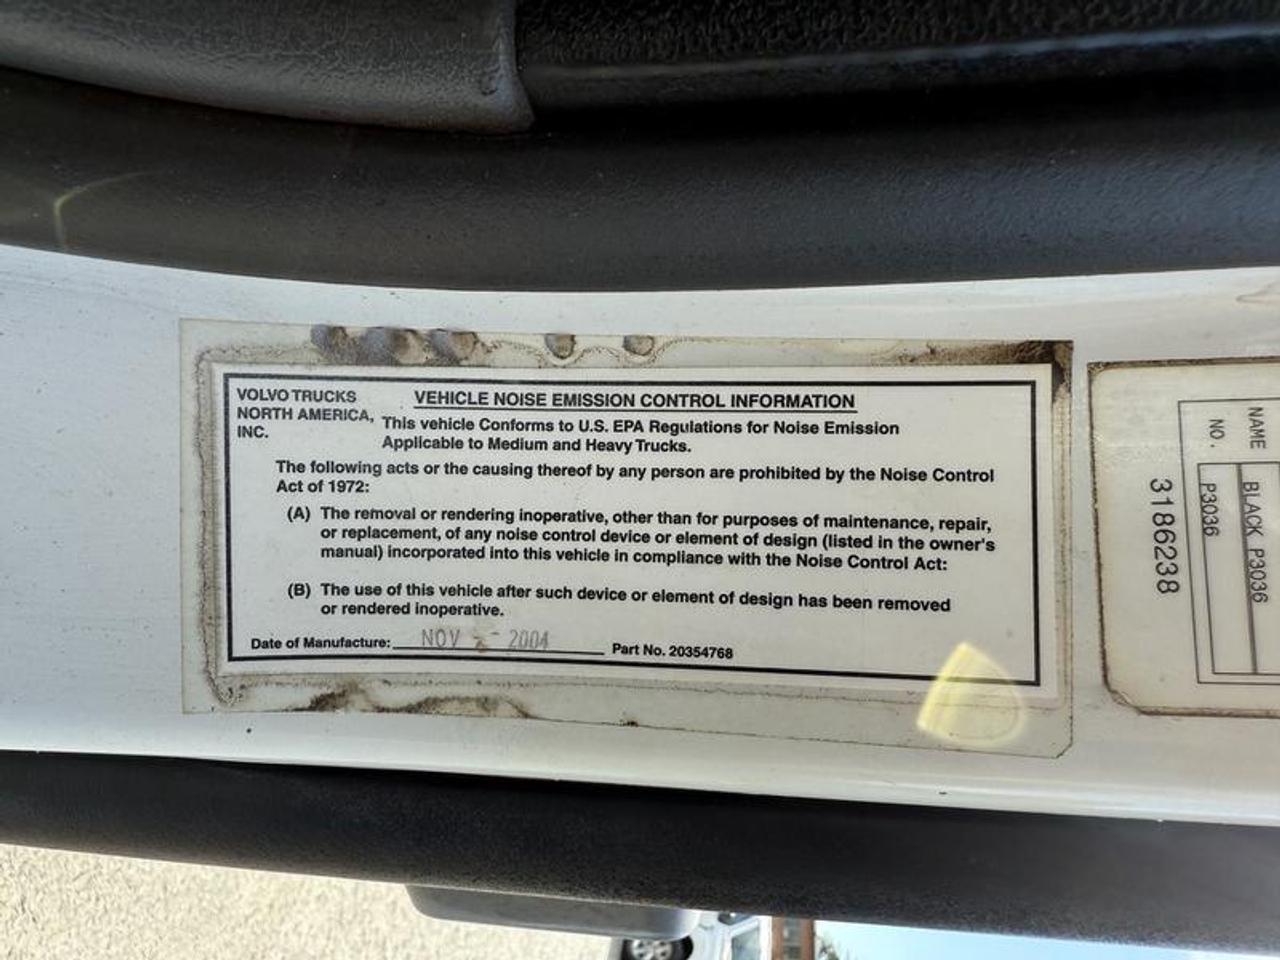 VOLVO TRUCKS
NORTH AMERICA,
INC.
VEHICLE NOISE EMISSION CONTROL INFORMATION
This vehicle Conforms to U.S. EPA Regulations for Noise Emission
Applicable to Medium and Heavy Trucks.
The following acts or the causing thereof by any person are prohibited by the Noise Control
Act of 1972:
(A) The removal or rendering inoperative, other than for purposes of maintenance, repair,
or replacement, of any noise control device or element of design (listed in the owner's
manual) incorporated into this vehicle in compliance with the Noise Control Act:
(B) The use of this vehicle after such device or element of design has been removed
or rendered inoperative.
Date of Manufacture: NOV 2004 Part No. 20354768
NAME BLACK P3036
NO. P3036
3186238